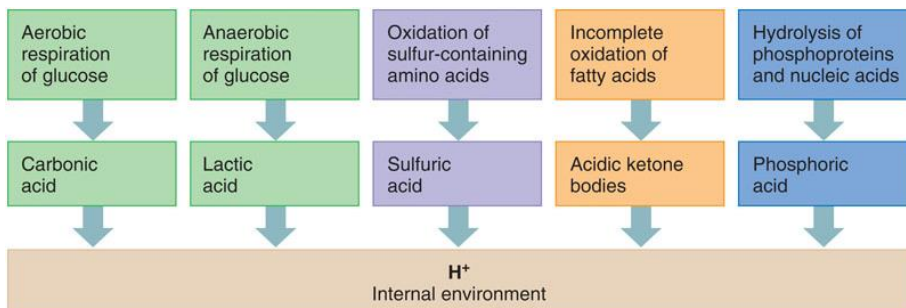 Aerobic
respiration
of glucose
Anaerobic
respiration
of glucose
Oxidation of
sulfur-containing
amino acids
Incomplete
oxidation of
fatty acids
Hydrolysis of
phosphoproteins
and nucleic acids
Carbonic
acid
Lactic
acid
Sulfuric
acid
Acidic ketone
bodies
Phosphoric
acid
H⁺
Internal environment